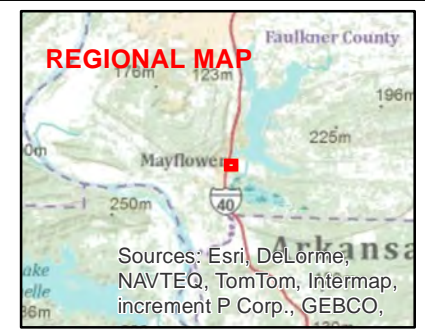 Faulkner County
REGIONAL MAP
176m
123m
196m
225m
Mayflower
250m
40
Arkansa
Sources: Esri, DeLorme,
NAVTEQ, TomTom, Intermap,
increment P Corp., GEBCO,